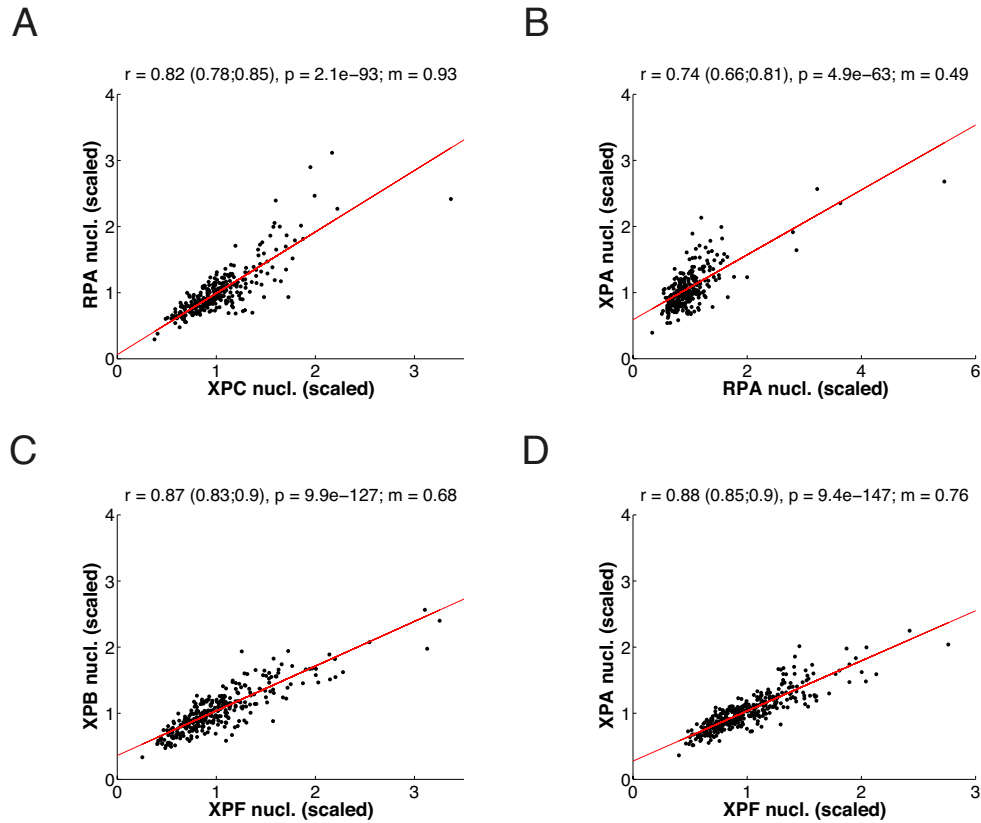 A
r = 0.82 (0.78;0.85), p = 2.1e−93; m = 0.93
4
3
2
1
0
RPA nucl. (scaled)
0 1 2 3
XPC nucl. (scaled)
B
r = 0.74 (0.66;0.81), p = 4.9e−63; m = 0.49
4
3
2
1
0
XPA nucl. (scaled)
0 2 4 6
RPA nucl. (scaled)
C
r = 0.87 (0.83;0.9), p = 9.9e−127; m = 0.68
4
3
2
1
0
XPB nucl. (scaled)
0 1 2 3
XPF nucl. (scaled)
D
r = 0.88 (0.85;0.9), p = 9.4e−147; m = 0.76
4
3
2
1
0
XPA nucl. (scaled)
0 1 2 3
XPF nucl. (scaled)